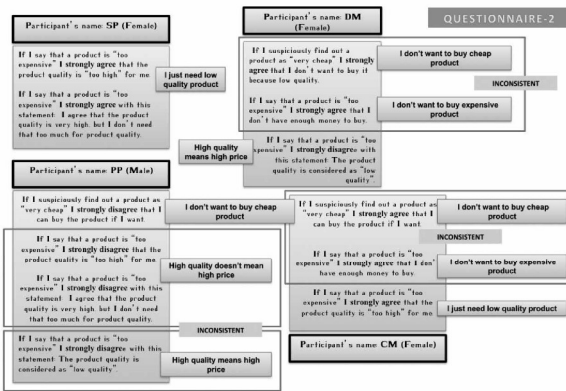 QUESTIONNAIRE-2
Participant's name: SP (Female)
If I say that a product is "too
expensive" I strongly agree that the
product quality is "too high" for me.
If I say that a product is "too
expensive" I strongly agree with this
statement: I agree that the product
quality is very high, but I don't need
that too much for product quality.
I just need low
quality product
Participant's name: DM
(Female)
If I suspiciously find out a
product as "very cheap" I strongly
agree that I don't want to buy it
because low quality.
If I say that a product is "too
expensive" I strongly agree that I
don't have enough money to buy.
If I say that a product is "too
expensive" I strongly disagree with
this statement: The product
quality is considered as "low
quality".
I don't want to buy cheap
product
INCONSISTENT
I don't want to buy expensive
product
High quality
means high price
Participant's name: PP (Male)
If I suspiciously find out a product as
"very cheap" I strongly disagree that I
can buy the product if I want.
If I say that a product is "too
expensive" I strongly disagree that the
product quality is "too high" for me.
If I say that a product is "too
expensive" I strongly disagree with this
statement: I agree that the product
quality is very high, but I don't need
that too much for product quality.
If I say that a product is "too
expensive" I strongly disagree with this
statement: The product quality is
considered as "low quality".
I don't want to buy cheap
product
High quality doesn't mean
high price
INCONSISTENT
High quality means high
price
If I suspiciously find out a product as
"very cheap" I strongly disagree that I
can buy the product if I want.
If I say that a product is "too
expensive" I strongly agree that I don't
have enough money to buy.
If I say that a product is "too
expensive" I strongly agree that the
product quality is "too high" for me.
I don't want to buy cheap
product
INCONSISTENT
I don't want to buy expensive
product
I just need low quality product
Participant's name: CM (Female)